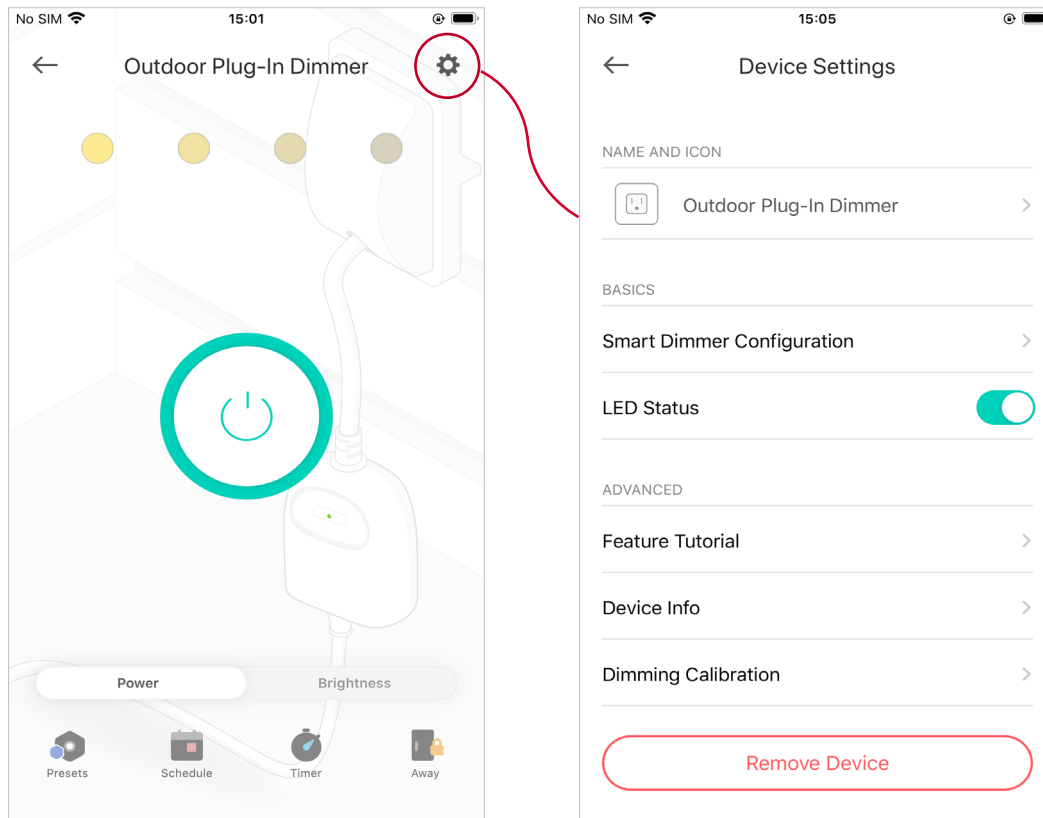 No SIM 15:01
Outdoor Plug-In Dimmer
Power Brightness
Presets Schedule Timer Away
No SIM 15:05
Device Settings
NAME AND ICON
Outdoor Plug-In Dimmer
BASICS
Smart Dimmer Configuration
LED Status
ADVANCED
Feature Tutorial
Device Info
Dimming Calibration
Remove Device